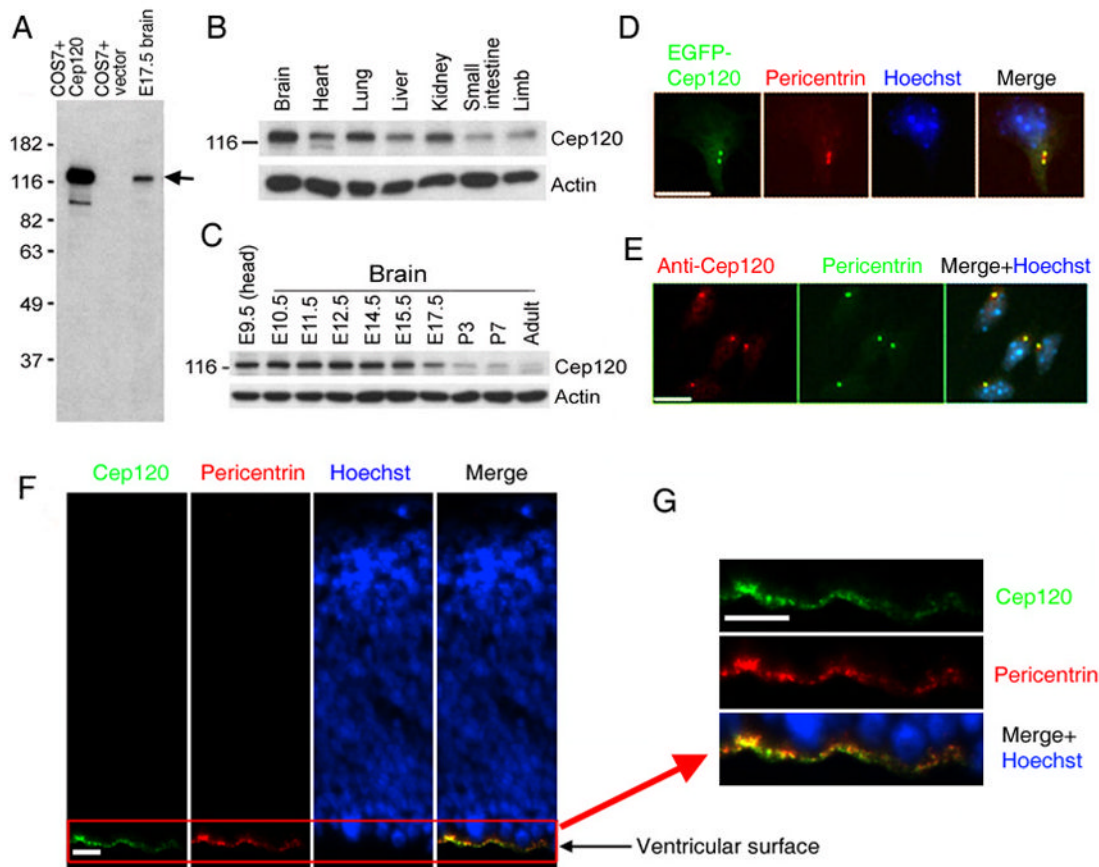 A
COS7+
Cep120
COS7+
vector
E17.5 brain
182
116
82
63
49
37
B
Brain
Heart
Lung
Liver
Kidney
Small
intestine
Limb
116
Cep120
Actin
C
Brain
E9.5 (head)
E10.5
E11.5
E12.5
E14.5
E15.5
E17.5
P3
P7
Adult
116
Cep120
Actin
D
EGFP-
Cep120
Pericentrin
Hoechst
Merge
E
Anti-Cep120
Pericentrin
Merge+Hoechst
F
Cep120
Pericentrin
Hoechst
Merge
Ventricular surface
G
Cep120
Pericentrin
Merge+
Hoechst